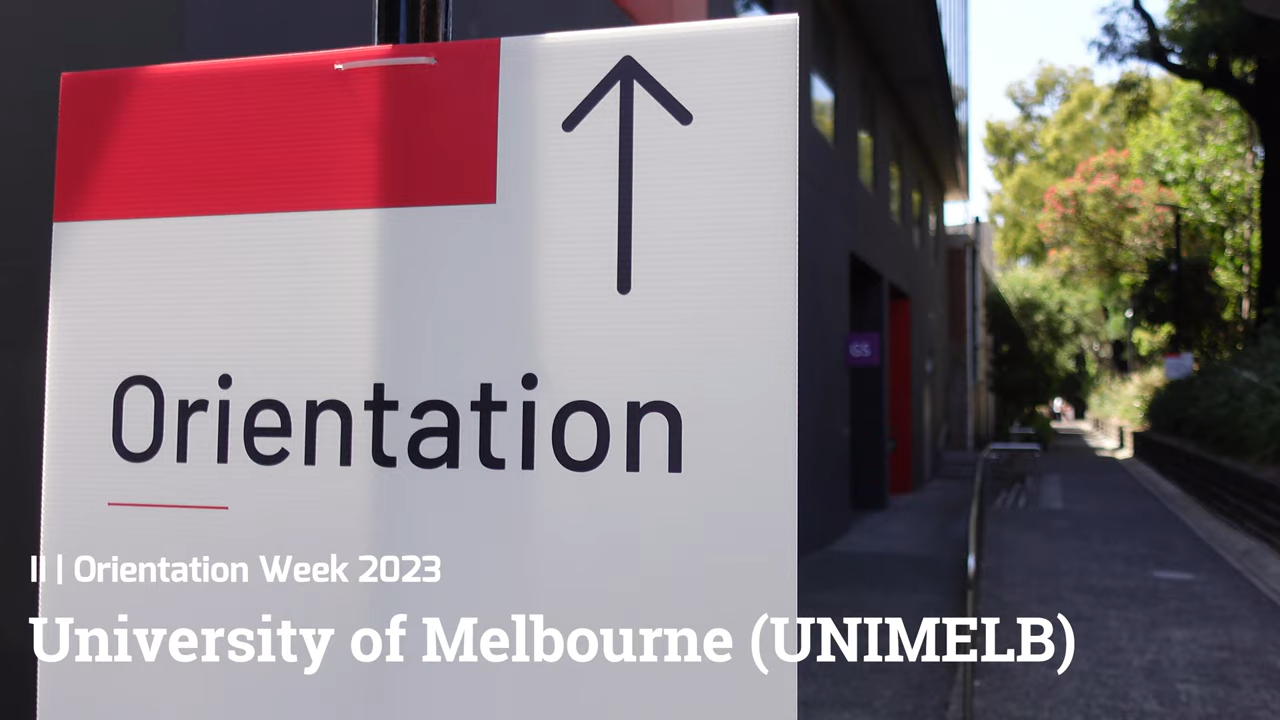 Orientation
II | Orientation Week 2023
University of Melbourne (UNIMELB)